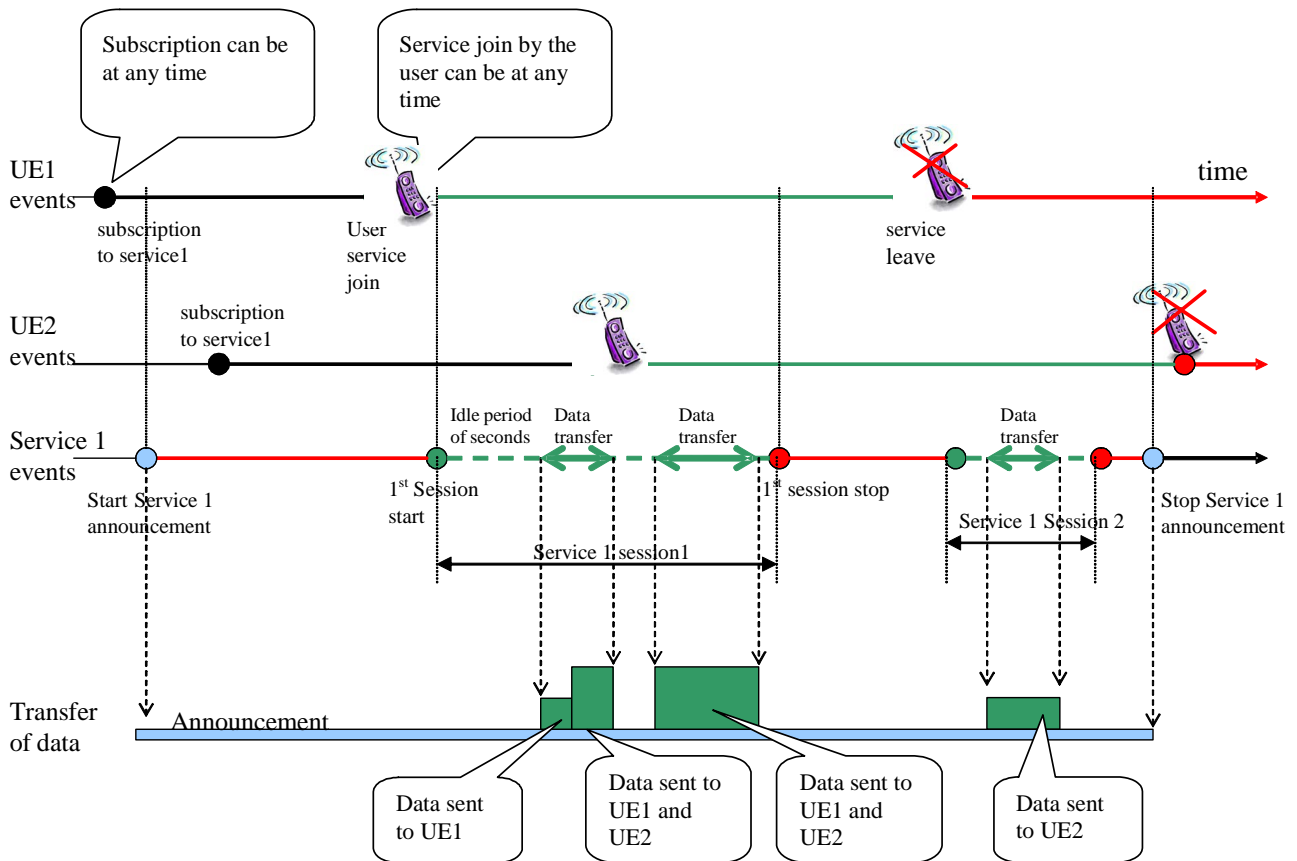 Subscription can be
at any time
Service join by the
user can be at any
time
UE1
events
time
subscription
to service1
User
service
join
service
leave
UE2
events
subscription
to service1
Service 1
events
Idle period
of seconds
Data
transfer
Data
transfer
Data
transfer
Start Service 1
announcement
1st Session
start
1st session stop
Service 1 Session 2
Stop Service 1
announcement
Service 1 session1
Transfer
of data
Announcement
Data sent
to UE1
Data sent to
UE1 and
UE2
Data sent to
UE1 and
UE2
Data sent
to UE2